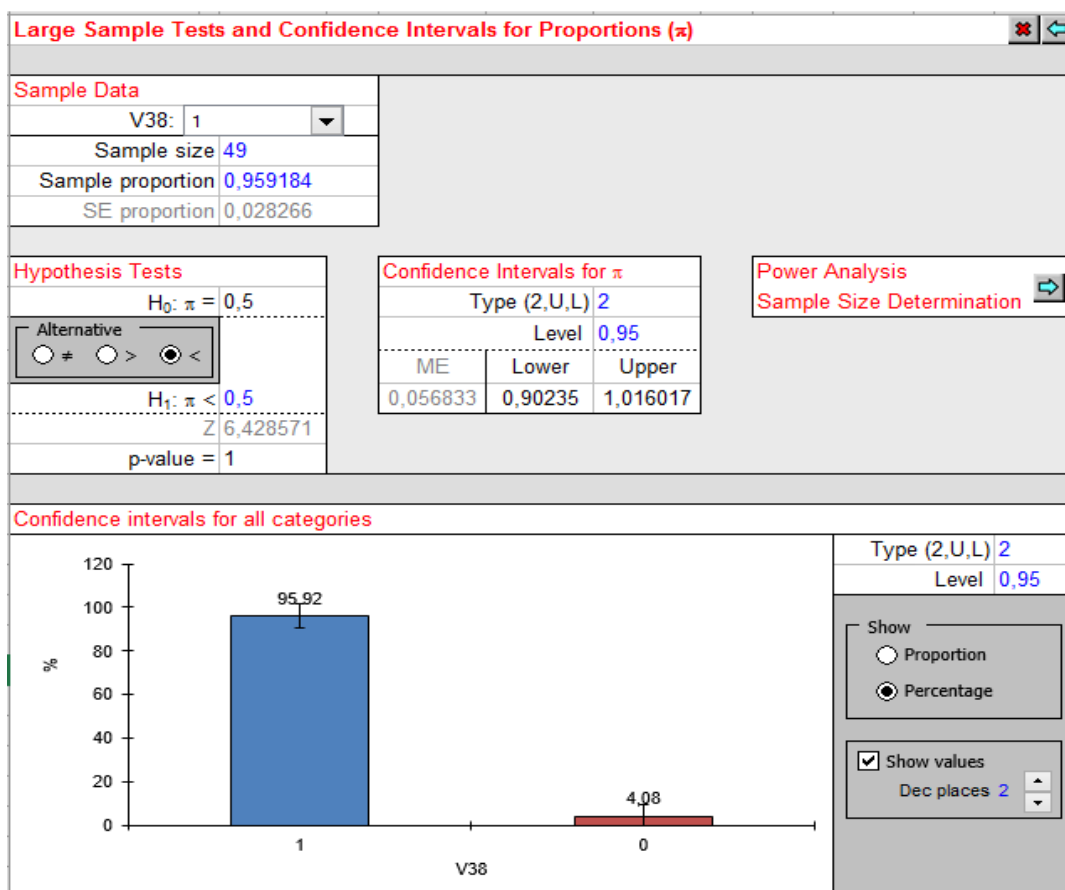 Large Sample Tests and Confidence Intervals for Proportions (π)
Sample Data
V38: 1
Sample size 49
Sample proportion 0,959184
SE proportion 0,028266
Hypothesis Tests
H0: π = 0,5
Alternative
≠ > <
H1: π < 0,5
Z 6,428571
p-value = 1
Confidence Intervals for π
Type (2,U,L) 2
Level 0,95
ME Lower Upper
0,056833 0,90235 1,016017
Power Analysis
Sample Size Determination
Confidence intervals for all categories
120
100
80
60
40
20
0
%
95,92
4,08
1 0
V38
Type (2,U,L) 2
Level 0,95
Show
Proportion
Percentage
Show values
Dec places 2